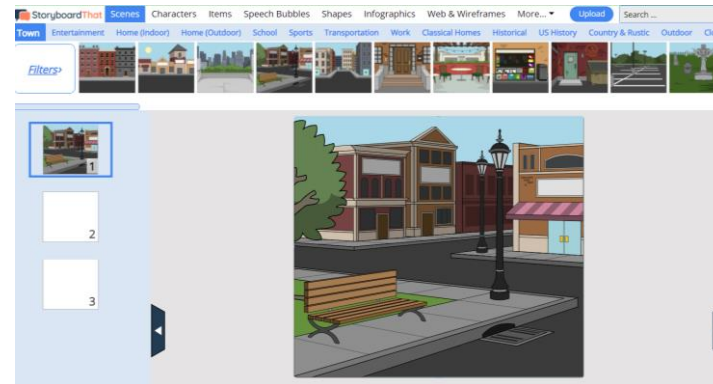 StoryboardThat Scenes Characters Items Speech Bubbles Shapes Infographics Web & Wireframes More... Upload Search ...
Town Entertainment Home (Indoor) Home (Outdoor) School Sports Transportation Work Classical Homes Historical US History Country & Rustic Outdoor
Filters
1
2
3